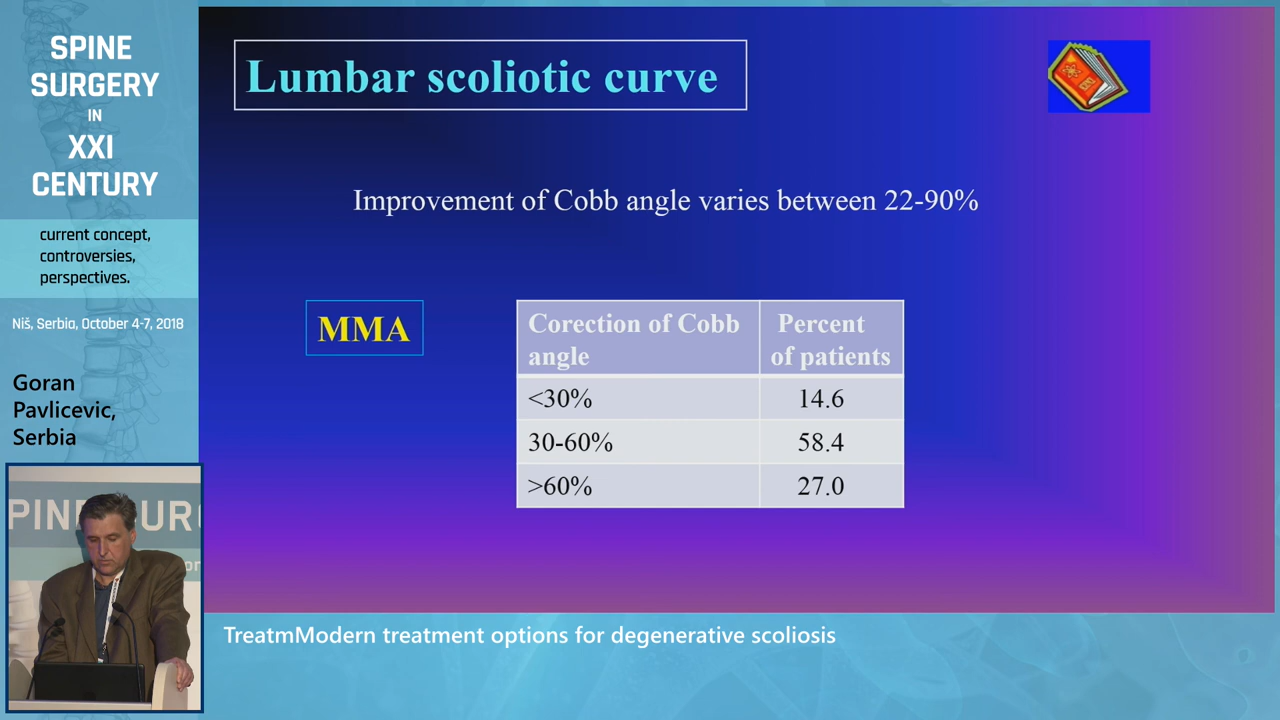 SPINE
SURGERY
IN
XXI
CENTURY
current concept,
controversies,
perspectives.
Niš, Serbia, October 4-7, 2018
Goran
Pavlicevic,
Serbia
PINE SUR
Lumbar scoliotic curve
Improvement of Cobb angle varies between 22-90%
MMA
Corection of Cobb angle Percent of patients
<30% 14.6
30-60% 58.4
>60% 27.0
TreatmModern treatment options for degenerative scoliosis